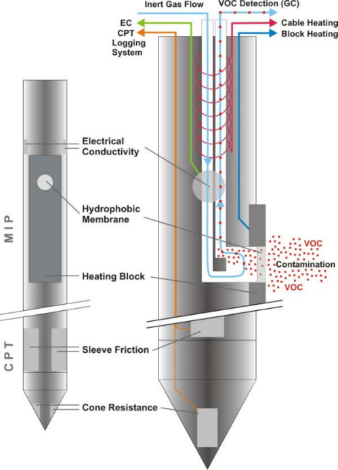 Inert Gas Flow
VOC Detection (GC)
EC
CPT
Logging
System
Cable Heating
Block Heating
Electrical
Conductivity
Hydrophobic
Membrane
MIP
VOC
Contamination
VOC
Heating Block
CPT
Sleeve Friction
Cone Resistance